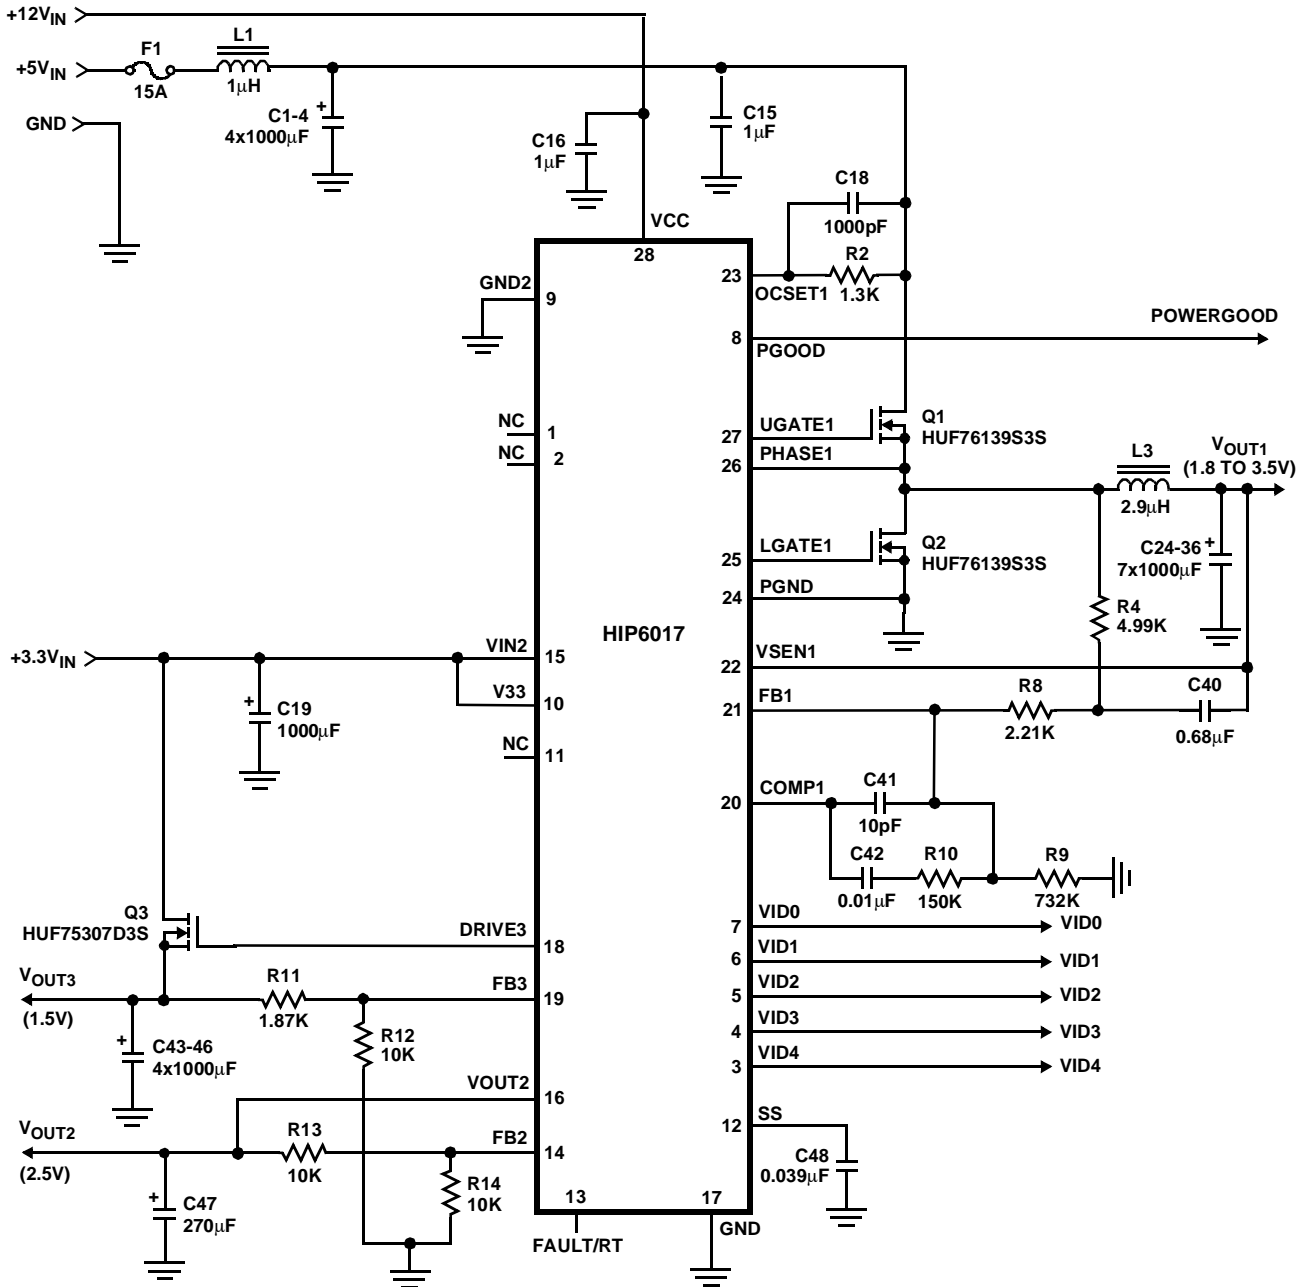 +12VIN
+5VIN
F1
15A
L1
1µH
GND
C1-4
4x1000µF
+
C16
1µF
C15
1µF
VCC
28
C18
1000pF
R2
1.3K
23
OCSET1
GND2
9
8
PGOOD
POWERGOOD
NC
1
NC
2
27
UGATE1
Q1
HUF76139S3S
26
PHASE1
L3
2.9µH
VOUT1
(1.8 TO 3.5V)
25
LGATE1
Q2
HUF76139S3S
C24-36
7x1000µF
+
24
PGND
R4
4.99K
HIP6017
+3.3VIN
VIN2
15
V33
10
22
VSEN1
+
C19
1000µF
21
FB1
R8
2.21K
C40
0.68µF
NC
11
20
COMP1
C41
10pF
C42
0.01µF
R10
150K
R9
732K
Q3
HUF75307D3S
DRIVE3
18
7
VID0
VID0
6
VID1
VID1
5
VID2
VID2
4
VID3
VID3
3
VID4
VID4
VOUT3
(1.5V)
R11
1.87K
FB3
19
R12
10K
+
C43-46
4x1000µF
VOUT2
16
VOUT2
(2.5V)
R13
10K
FB2
14
R14
10K
+
C47
270µF
12
SS
C48
0.039µF
13
FAULT/RT
17
GND